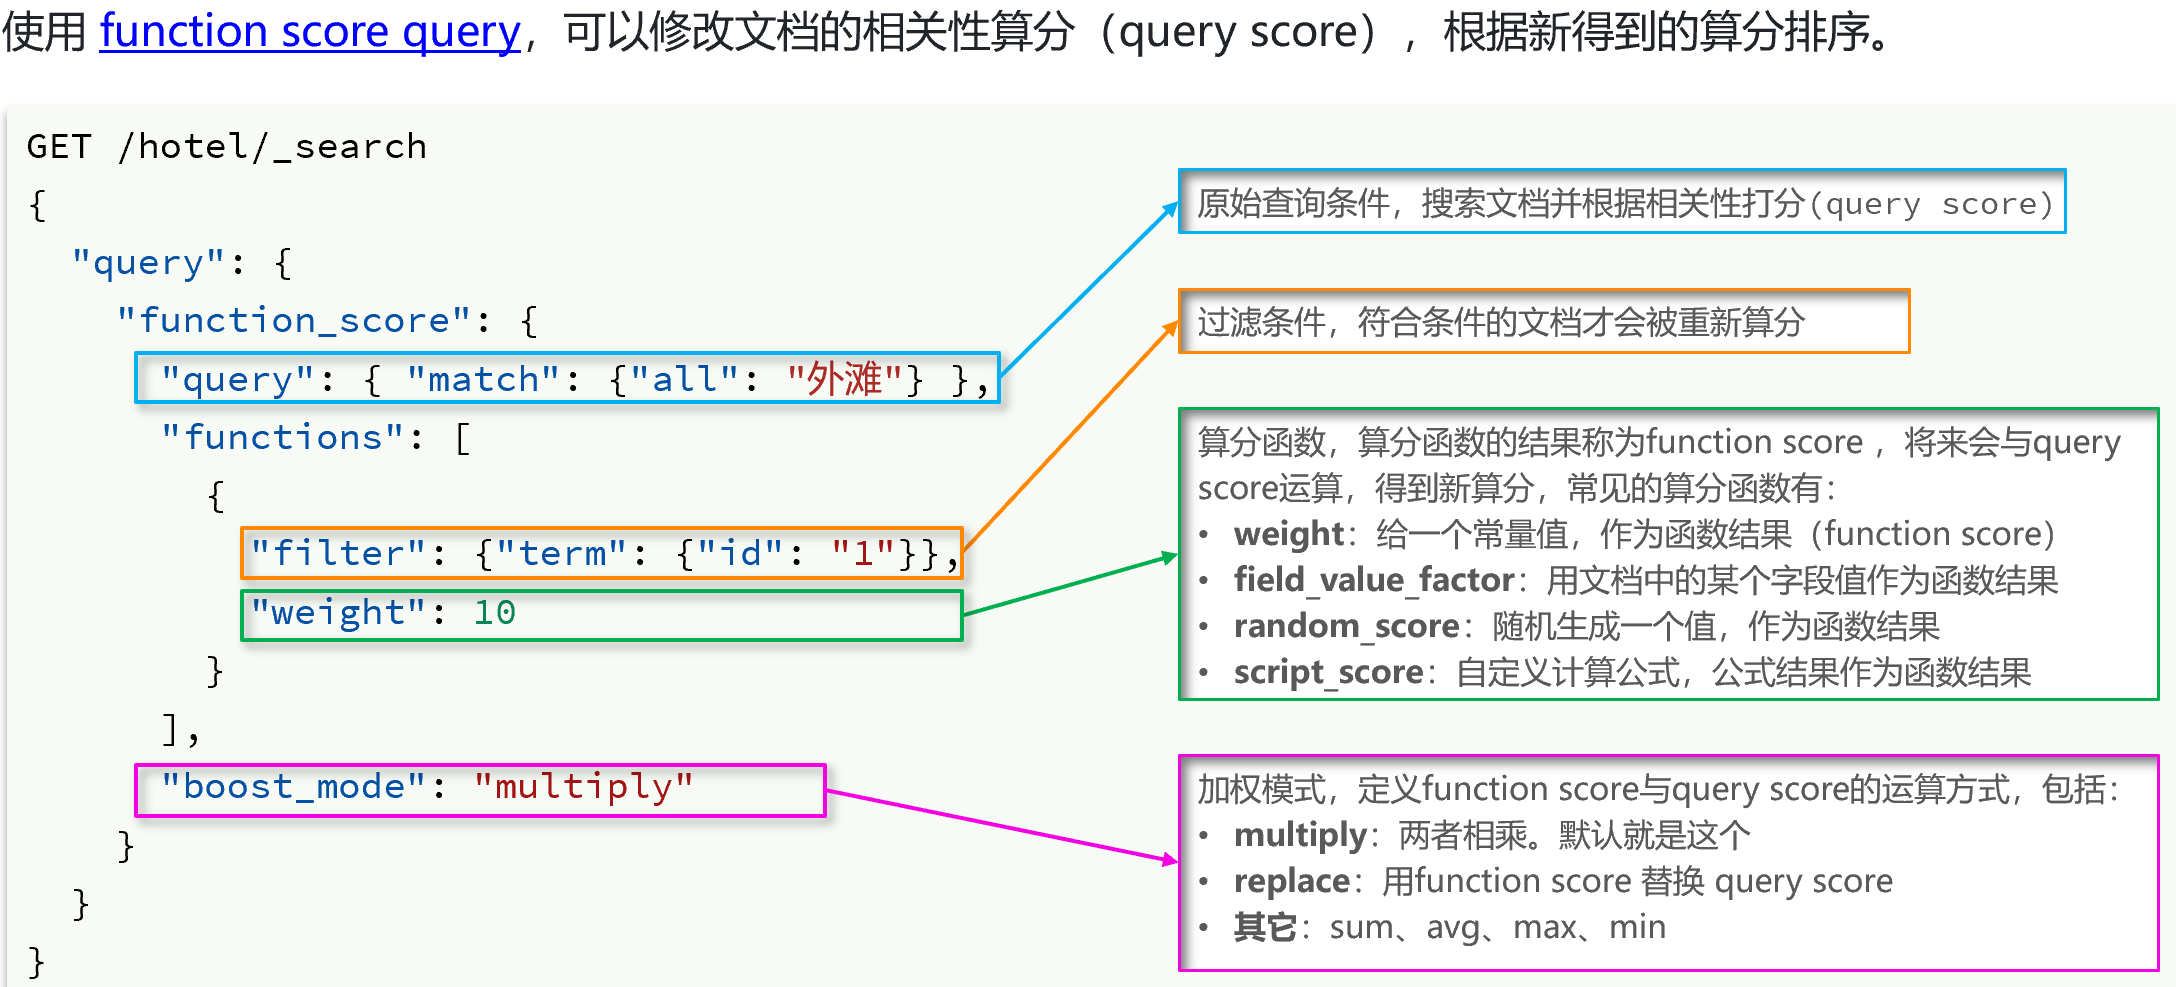 使用 function score query，可以修改文档的相关性算分（query score），根据新得到的算分排序。
GET /hotel/_search
{
  "query": {
    "function_score": {
      "query": { "match": {"all": "外滩"} },
      "functions": [
        {
          "filter": {"term": {"id": "1"}},
          "weight": 10
        }
      ],
      "boost_mode": "multiply"
    }
  }
}
原始查询条件，搜索文档并根据相关性打分(query score)
过滤条件，符合条件的文档才会被重新算分
算分函数，算分函数的结果称为function score ，将来会与query
score运算，得到新算分，常见的算分函数有：
• weight：给一个常量值，作为函数结果（function score）
• field_value_factor：用文档中的某个字段值作为函数结果
• random_score：随机生成一个值，作为函数结果
• script_score：自定义计算公式，公式结果作为函数结果
加权模式，定义function score与query score的运算方式，包括：
• multiply：两者相乘。默认就是这个
• replace：用function score 替换 query score
• 其它：sum、avg、max、min